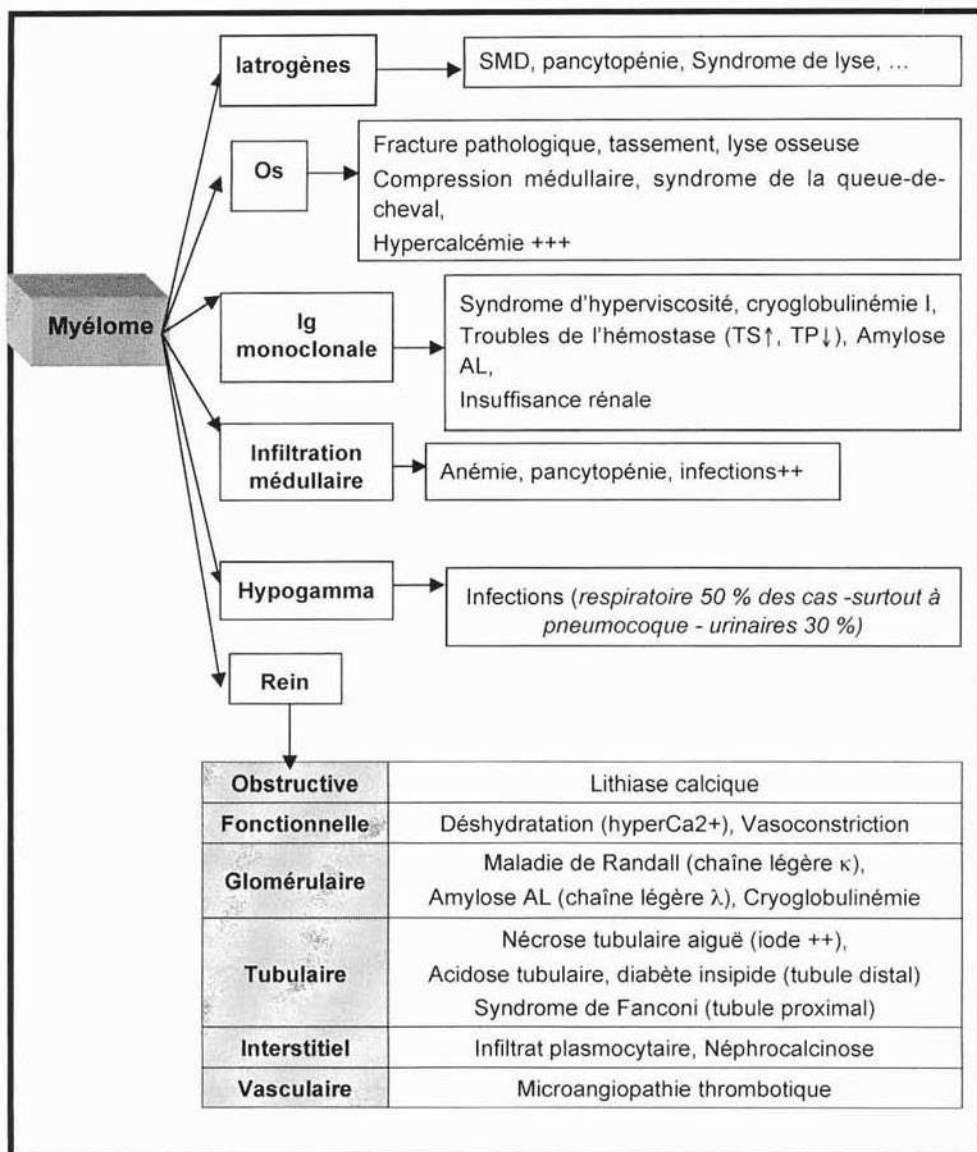 Iatrogènes
SMD, pancytopénie, Syndrome de lyse, ...
Os
Fracture pathologique, tassement, lyse osseuse
Compression médullaire, syndrome de la queue-de-
cheval,
Hypercalcémie +++
Myélome
Ig
monoclonale
Syndrome d'hyperviscosité, cryoglobulinémie I,
Troubles de l'hémostase (TS↑, TP↓), Amylose
AL,
Insuffisance rénale
Infiltration
médullaire
Anémie, pancytopénie, infections++
Hypogamma
Infections (respiratoire 50 % des cas -surtout à
pneumocoque - urinaires 30 %)
Rein
Obstructive
Lithiase calcique
Fonctionnelle
Déshydratation (hyperCa2+), Vasoconstriction
Glomérulaire
Maladie de Randall (chaîne légère κ),
Amylose AL (chaîne légère λ), Cryoglobulinémie
Tubulaire
Nécrose tubulaire aiguë (iode ++),
Acidose tubulaire, diabète insipide (tubule distal)
Syndrome de Fanconi (tubule proximal)
Interstitiel
Infiltrat plasmocytaire, Néphrocalcinose
Vasculaire
Microangiopathie thrombotique